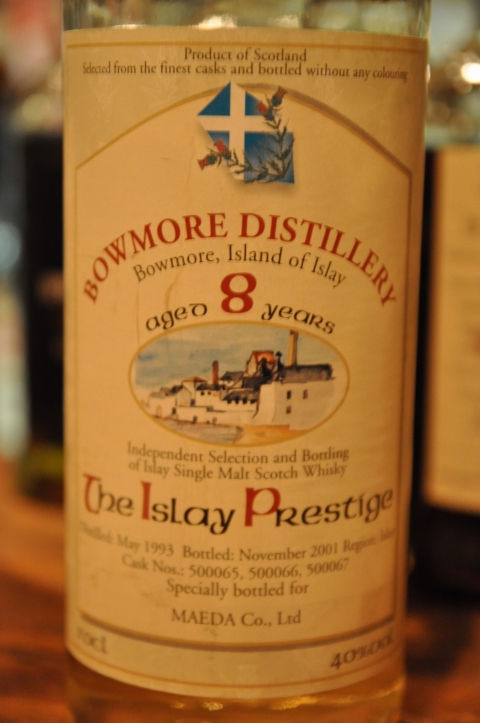 Product of Scotland
Selected from the finest casks and bottled without any colouring
BOWMORE DISTILLERY
Bowmore, Island of Islay
aged 8 years
Independent Selection and Bottling
of Islay Single Malt Scotch Whisky
The Islay Prestige
Distilled: May 1993 Bottled: November 2001 Region: Islay
Cask Nos.: 500065, 500066, 500067
Specially bottled for
MAEDA Co., Ltd
70cl
40%vol